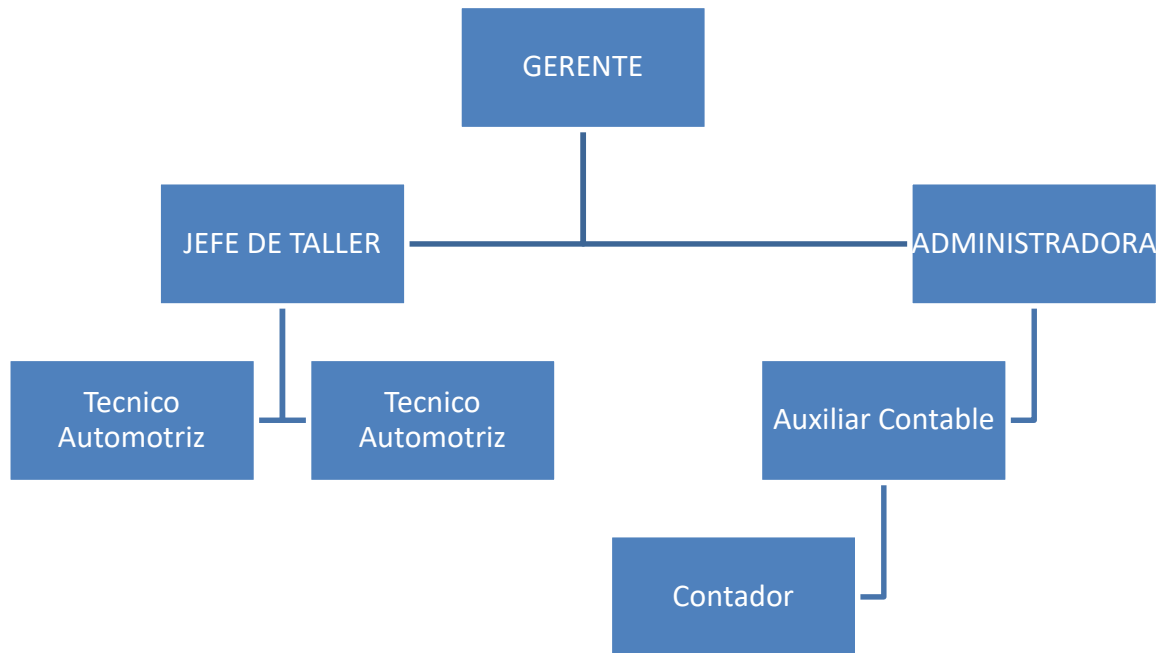 GERENTE
JEFE DE TALLER
ADMINISTRADORA
Tecnico
Automotriz
Tecnico
Automotriz
Auxiliar Contable
Contador